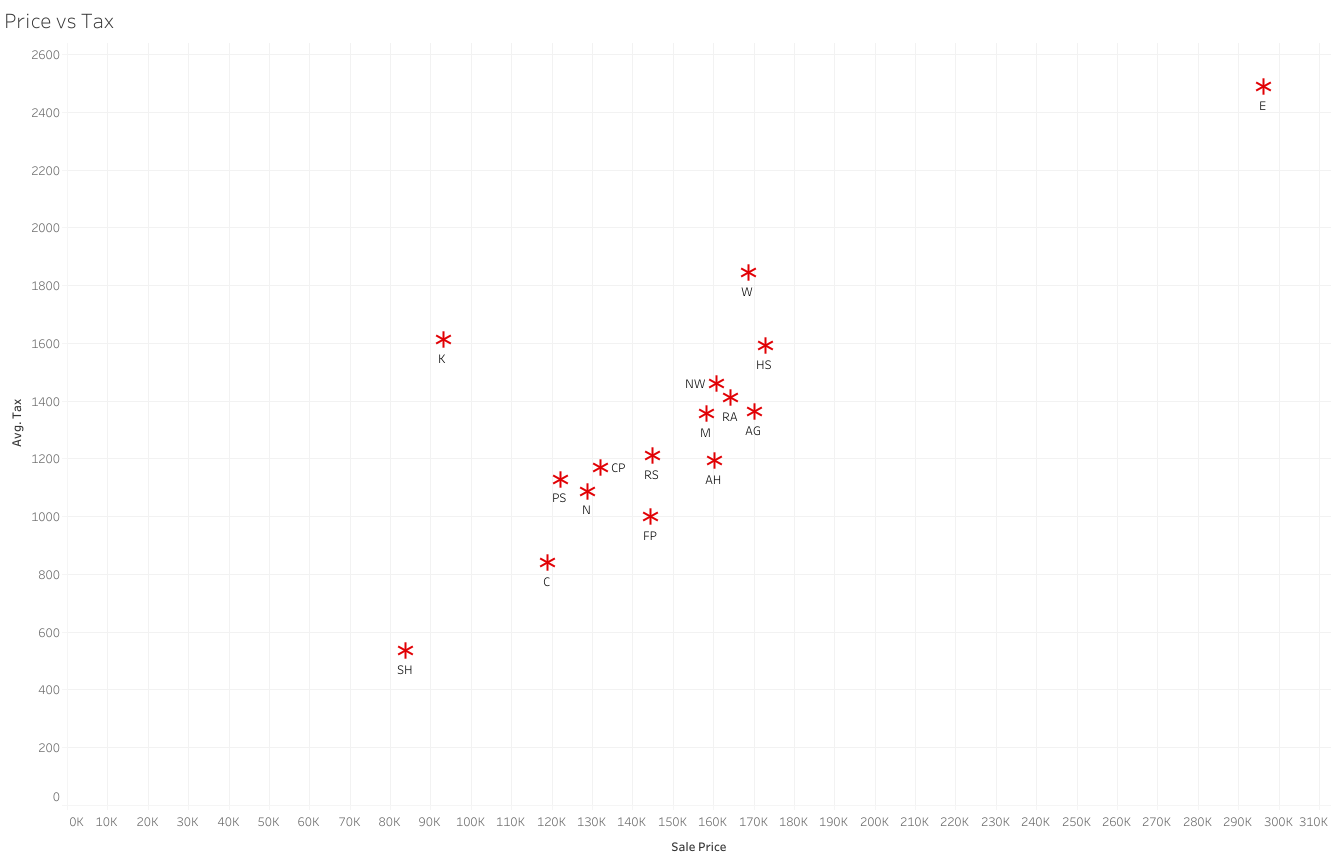 Price vs Tax
2600
2400
2200
2000
1800
1600
1400
1200
1000
800
600
400
200
0
Avg. Tax
E
W
K
HS
NW
RA
AG
M
CP
RS
AH
PS
N
FP
C
SH
0K 10K 20K 30K 40K 50K 60K 70K 80K 90K 100K 110K 120K 130K 140K 150K 160K 170K 180K 190K 200K 210K 220K 230K 240K 250K 260K 270K 280K 290K 300K 310K
Sale Price